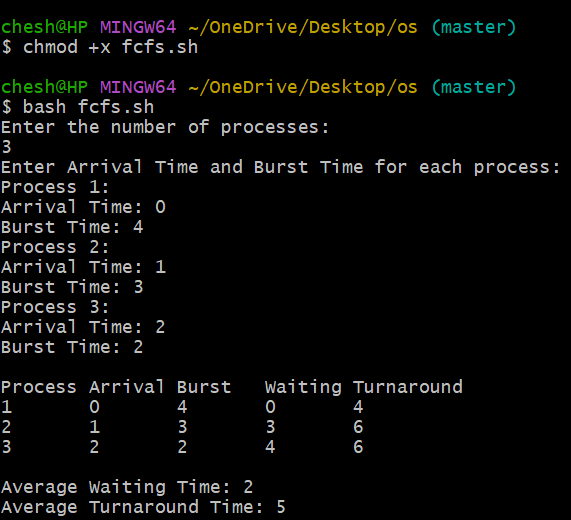 chesh@HP MINGW64 ~/OneDrive/Desktop/os (master)
$ chmod +x fcfs.sh
chesh@HP MINGW64 ~/OneDrive/Desktop/os (master)
$ bash fcfs.sh
Enter the number of processes:
3
Enter Arrival Time and Burst Time for each process:
Process 1:
Arrival Time: 0
Burst Time: 4
Process 2:
Arrival Time: 1
Burst Time: 3
Process 3:
Arrival Time: 2
Burst Time: 2
Process Arrival Burst   Waiting Turnaround
1       0       4       0       4
2       1       3       3       6
3       2       2       4       6
Average Waiting Time: 2
Average Turnaround Time: 5